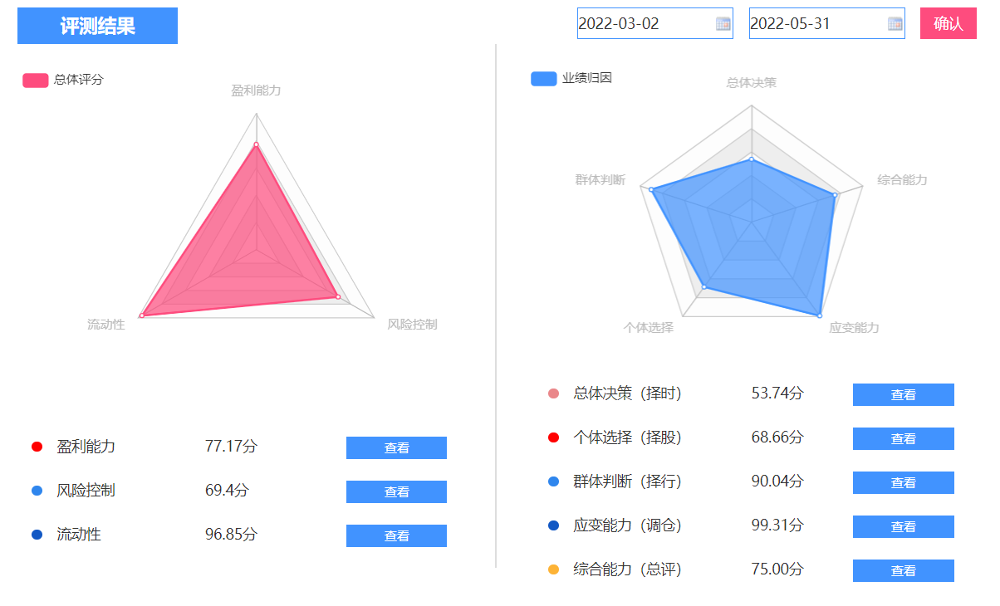 评测结果
2022-03-02
2022-05-31
确认
总体评分
盈利能力
流动性
风险控制
盈利能力
77.17分
查看
风险控制
69.4分
查看
流动性
96.85分
查看
业绩归因
总体决策
群体判断
综合能力
个体选择
应变能力
总体决策（择时）
53.74分
查看
个体选择（择股）
68.66分
查看
群体判断（择行）
90.04分
查看
应变能力（调仓）
99.31分
查看
综合能力（总评）
75.00分
查看